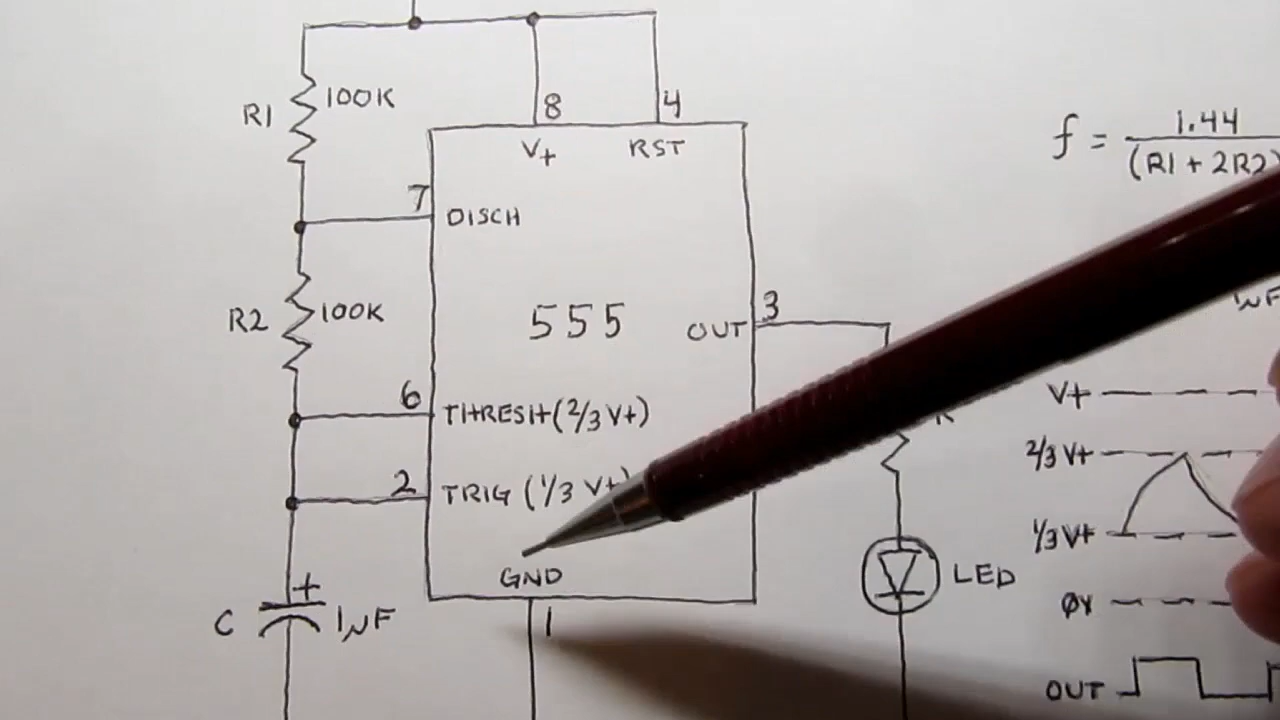 R1 100K
8
4
V+
RST
f = 1.44
(R1 + 2R2)
7
DISCH
R2 100K
555
3
OUT
6
THRESH (2/3 V+)
V+
2
TRIG (1/3 V+)
2/3 V+
1/3 V+
GND
LED
+
C 1µF
1
0V
OUT